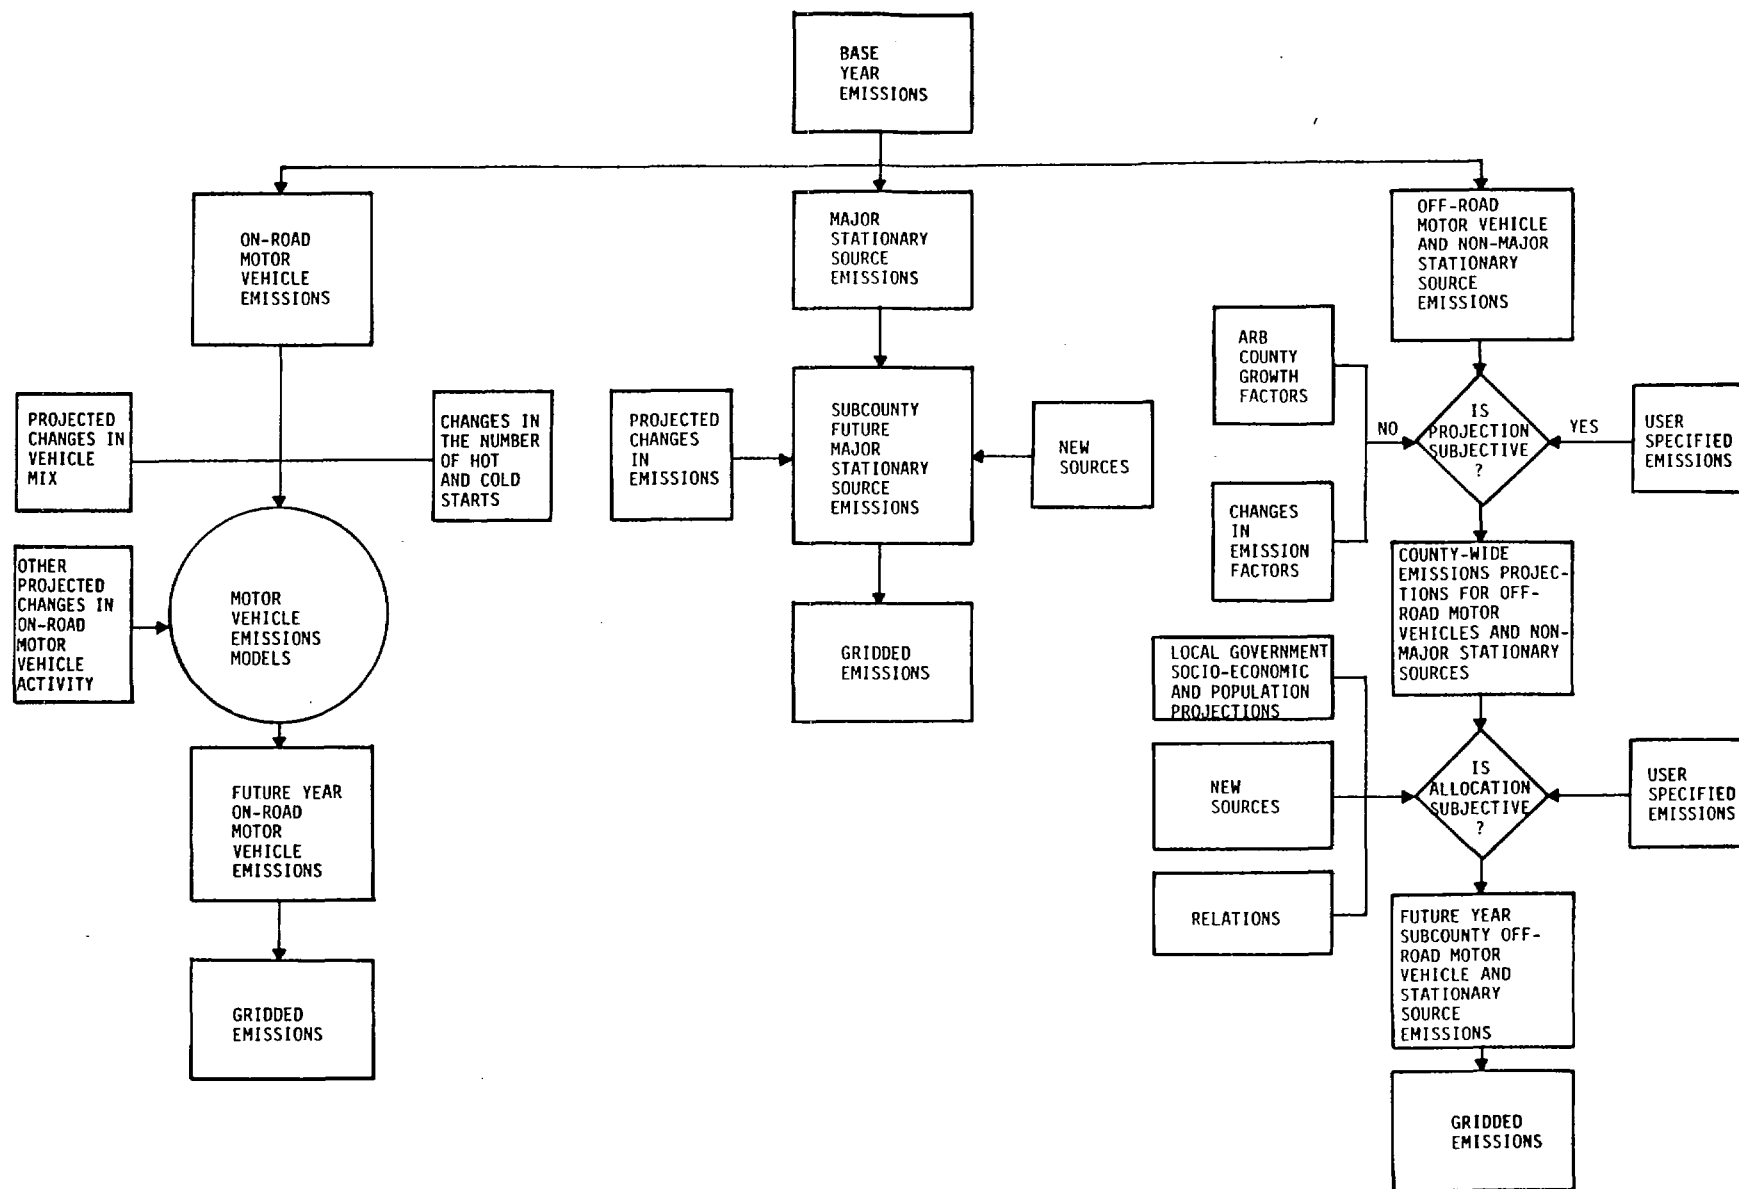 BASE
YEAR
EMISSIONS
ON-ROAD
MOTOR
VEHICLE
EMISSIONS
MAJOR
STATIONARY
SOURCE
EMISSIONS
OFF-ROAD
MOTOR VEHICLE
AND NON-MAJOR
STATIONARY
SOURCE
EMISSIONS
PROJECTED
CHANGES IN
VEHICLE
MIX
CHANGES IN
THE NUMBER
OF HOT
AND COLD
STARTS
OTHER
PROJECTED
CHANGES IN
ON-ROAD
MOTOR
VEHICLE
ACTIVITY
MOTOR
VEHICLE
EMISSIONS
MODELS
FUTURE YEAR
ON-ROAD
MOTOR
VEHICLE
EMISSIONS
GRIDDED
EMISSIONS
PROJECTED
CHANGES
IN
EMISSIONS
SUBCOUNTY
FUTURE
MAJOR
STATIONARY
SOURCE
EMISSIONS
NEW
SOURCES
GRIDDED
EMISSIONS
ARB
COUNTY
GROWTH
FACTORS
CHANGES
IN
EMISSION
FACTORS
NO
IS
PROJECTION
SUBJECTIVE
?
YES
USER
SPECIFIED
EMISSIONS
COUNTY-WIDE
EMISSIONS PROJEC-
TIONS FOR OFF-
ROAD MOTOR
VEHICLES AND NON-
MAJOR STATIONARY
SOURCES
LOCAL GOVERNMENT
SOCIO-ECONOMIC
AND POPULATION
PROJECTIONS
NEW
SOURCES
RELATIONS
IS
ALLOCATION
SUBJECTIVE
?
USER
SPECIFIED
EMISSIONS
FUTURE YEAR
SUBCOUNTY OFF-
ROAD MOTOR
VEHICLE AND
STATIONARY
SOURCE
EMISSIONS
GRIDDED
EMISSIONS